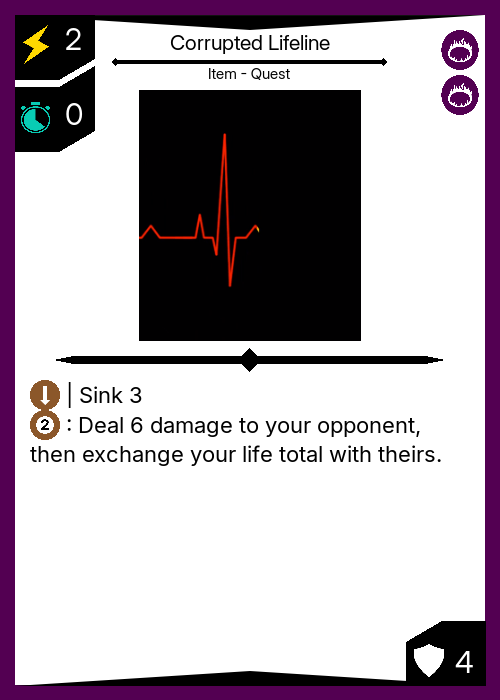 2
Corrupted Lifeline
Item - Quest
0
| Sink 3
2 : Deal 6 damage to your opponent,
then exchange your life total with theirs.
4